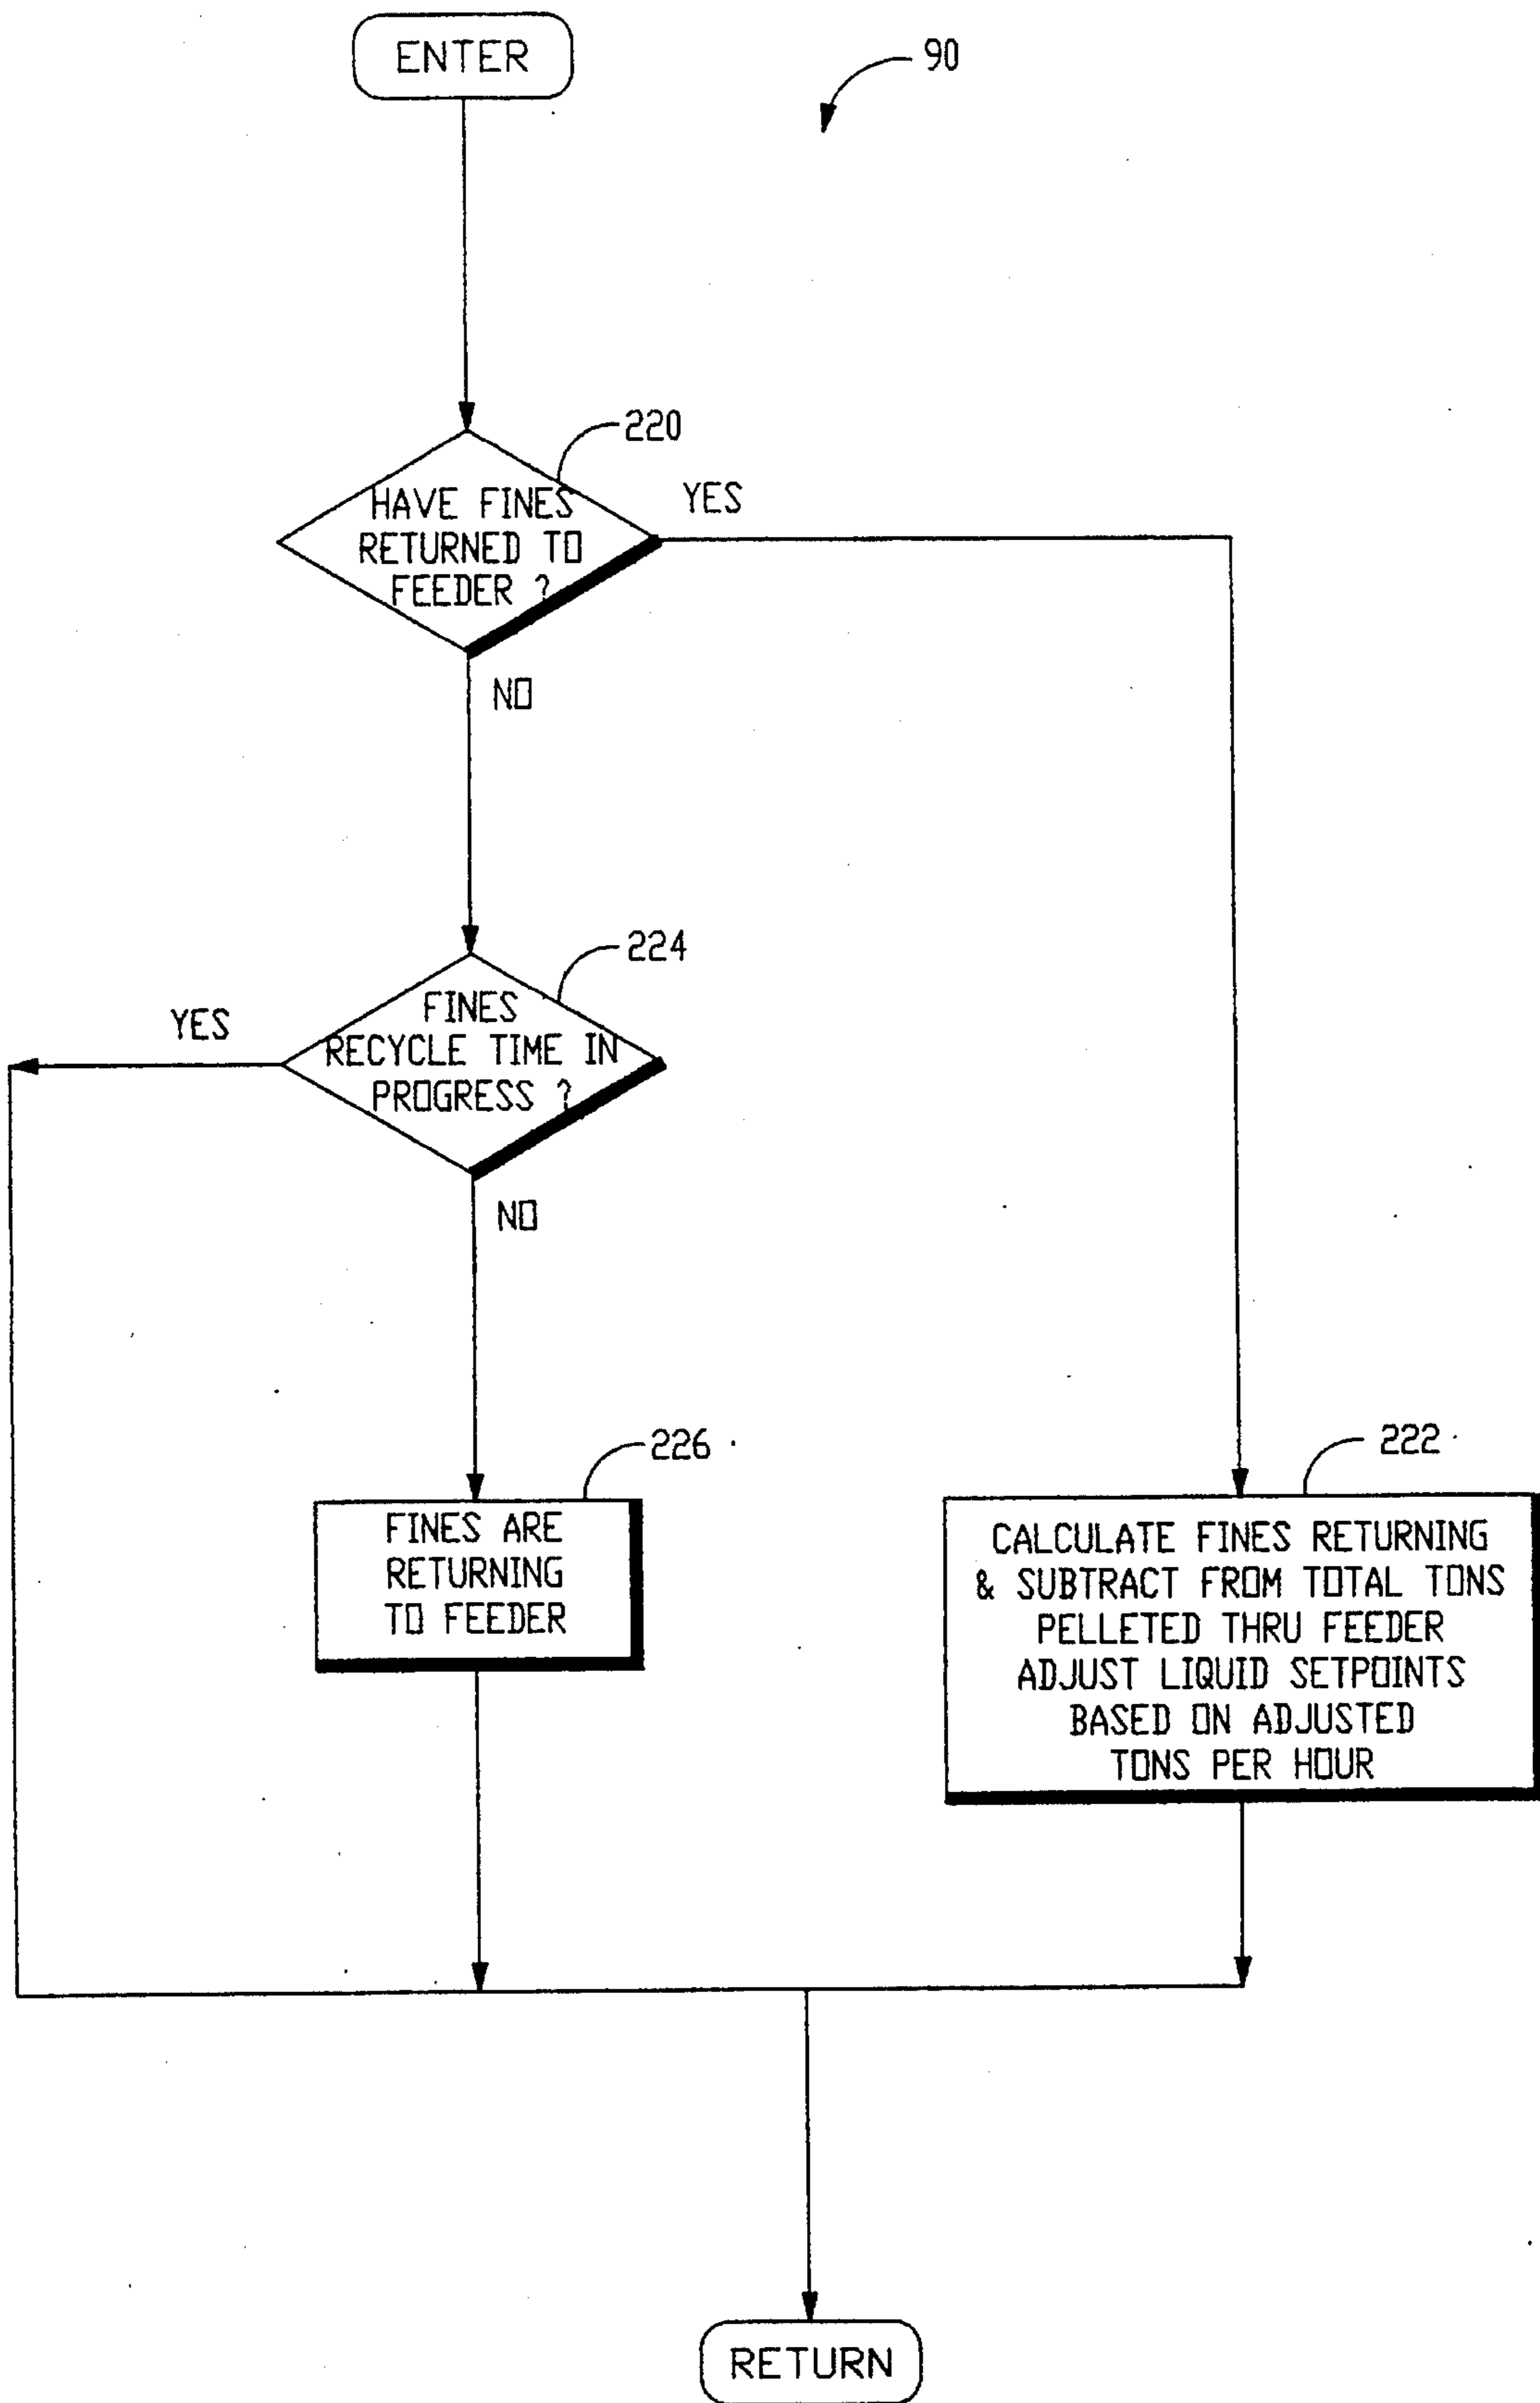 ENTER
90
220
HAVE FINES
RETURNED TO
FEEDER ?
YES
NO
224
FINES
RECYCLE TIME IN
PROGRESS ?
YES
NO
226
FINES ARE
RETURNING
TO FEEDER
222
CALCULATE FINES RETURNING
& SUBTRACT FROM TOTAL TONS
PELLETED THRU FEEDER
ADJUST LIQUID SETPOINTS
BASED ON ADJUSTED
TONS PER HOUR
RETURN